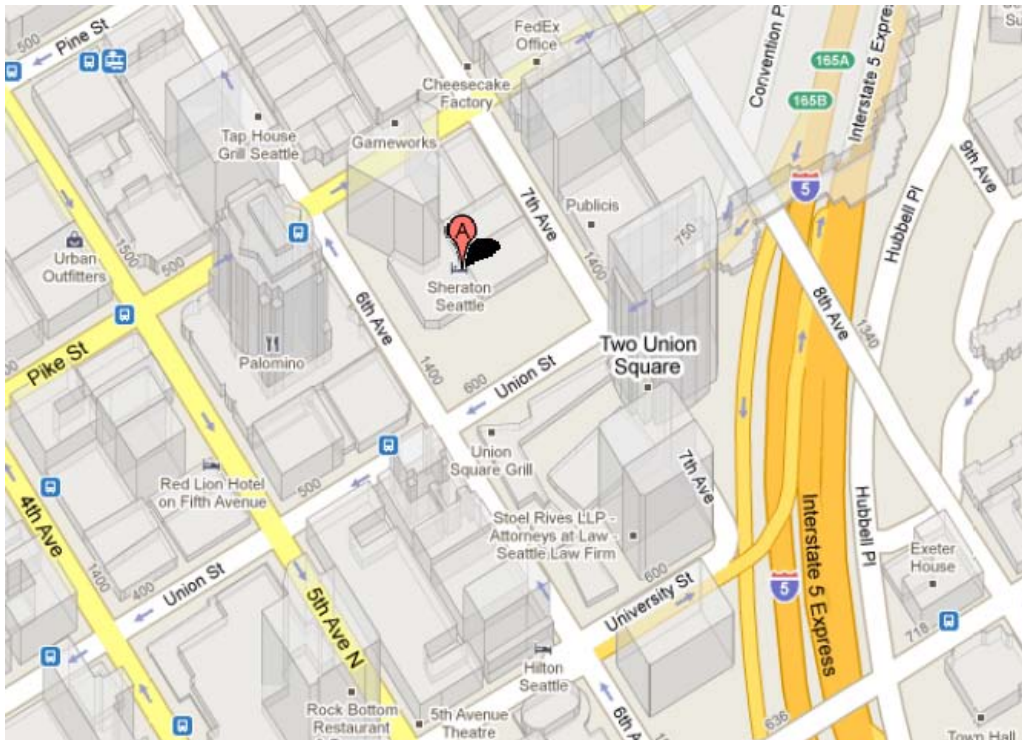 500
Pine St
FedEx
Office
Convention P
165A
165B
Interstate 5 Expre
Su
Cheesecake
Factory
Tap House
Grill Seattle
Gameworks
9th Ave
7th Ave
Publicis
750
5
Hubbell Pl
Urban
Outfitters
1500
500
A
Sheraton
Seattle
1400
8th Ave
6th Ave
1340
Pike St
Palomino
Two Union
Square
1400
600
Union St
Union
Square Grill
7th Ave
Red Lion Hotel
on Fifth Avenue
500
4th Ave
Stoel Rives LLP -
Attorneys at Law -
Seattle Law Firm
Interstate 5 Express
Hubbell Pl
Exeter
House
1400
400
Union St
600
University St
5
5th Ave N
718
Hilton
Seattle
Rock Bottom
Restaurant
5th Avenue
Theatre
6th A
636
Town Hall